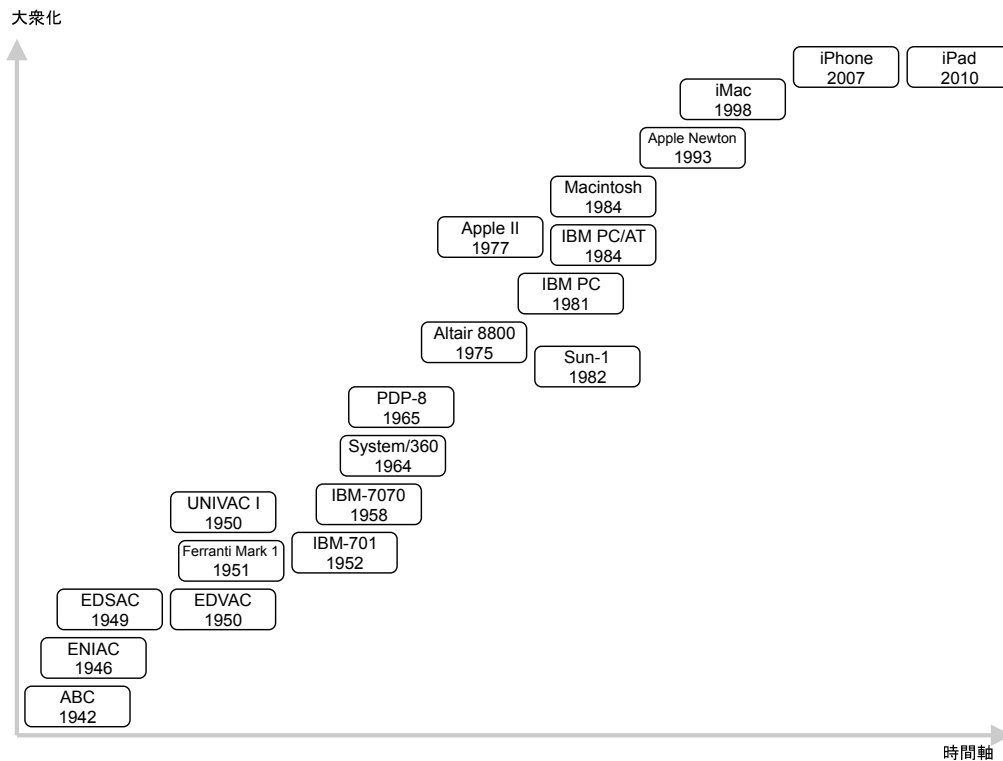 大衆化
iPhone
2007
iPad
2010
iMac
1998
Apple Newton
1993
Macintosh
1984
Apple II
1977
IBM PC/AT
1984
IBM PC
1981
Altair 8800
1975
Sun-1
1982
PDP-8
1965
System/360
1964
UNIVAC I
1950
IBM-7070
1958
Ferranti Mark 1
1951
IBM-701
1952
EDSAC
1949
EDVAC
1950
ENIAC
1946
ABC
1942
時間軸